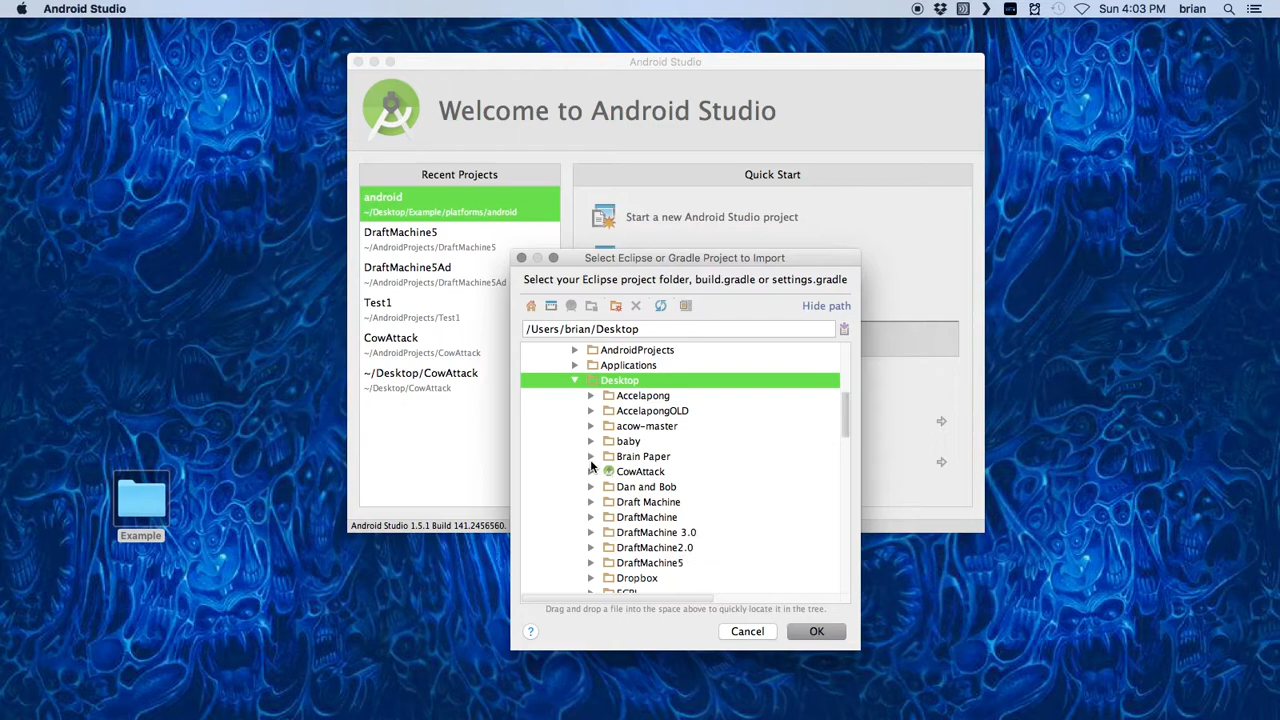 Android Studio
Sun 4:03 PM brian
Android Studio
Welcome to Android Studio
Recent Projects
Quick Start
android
~/Desktop/Example/platforms/android
Start a new Android Studio project
DraftMachine5
~/AndroidProjects/DraftMachine5
DraftMachine5Ad
~/AndroidProjects/DraftMachine5Ad
Test1
~/AndroidProjects/Test1
CowAttack
~/AndroidProjects/CowAttack
~/Desktop/CowAttack
~/Desktop/CowAttack
Android Studio 1.5.1 Build 141.2456560.
Example
Select Eclipse or Gradle Project to Import
Select your Eclipse project folder, build.gradle or settings.gradle
Hide path
/Users/brian/Desktop
AndroidProjects
Applications
Desktop
Accelapong
AccelapongOLD
acow-master
baby
Brain Paper
CowAttack
Dan and Bob
Draft Machine
DraftMachine
DraftMachine 3.0
DraftMachine2.0
DraftMachine5
Dropbox
Drag and drop a file into the space above to quickly locate it in the tree.
?
Cancel
OK